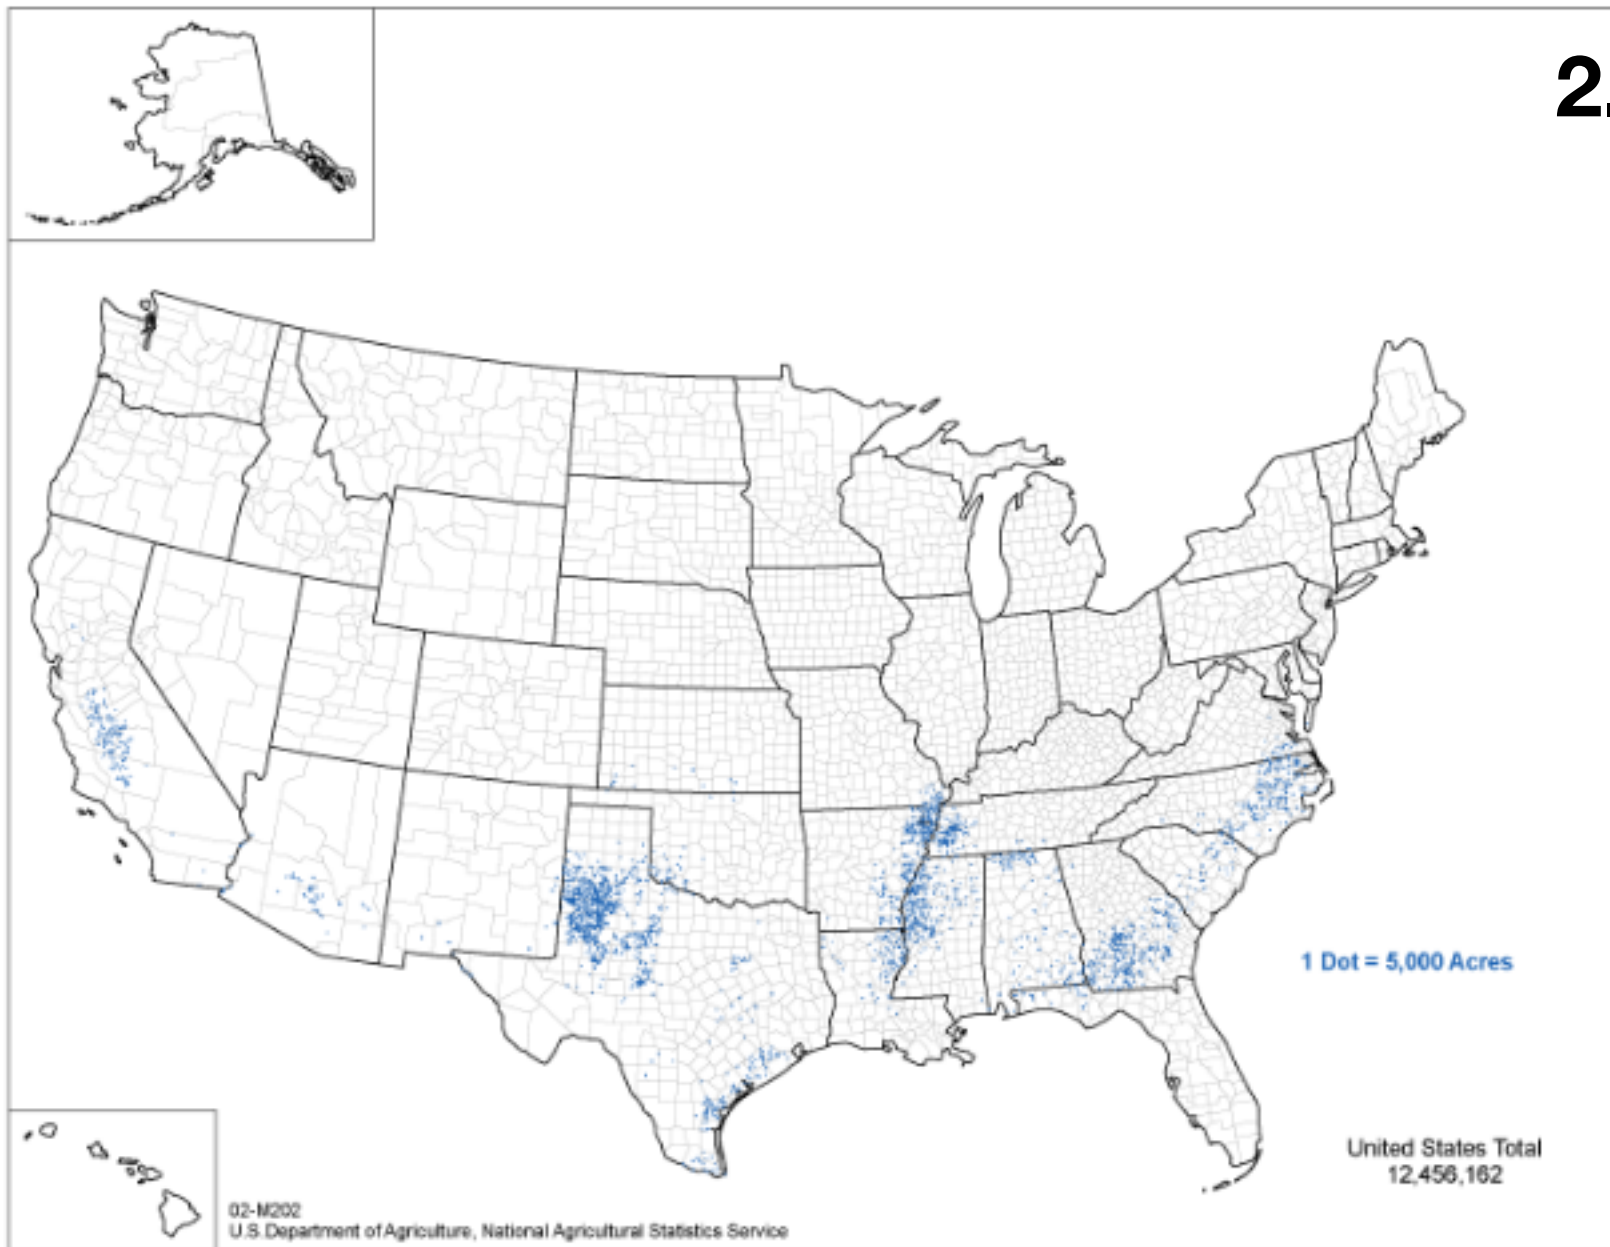 2.
1 Dot = 5,000 Acres
United States Total
12,456,162
02-M202
U.S. Department of Agriculture, National Agricultural Statistics Service